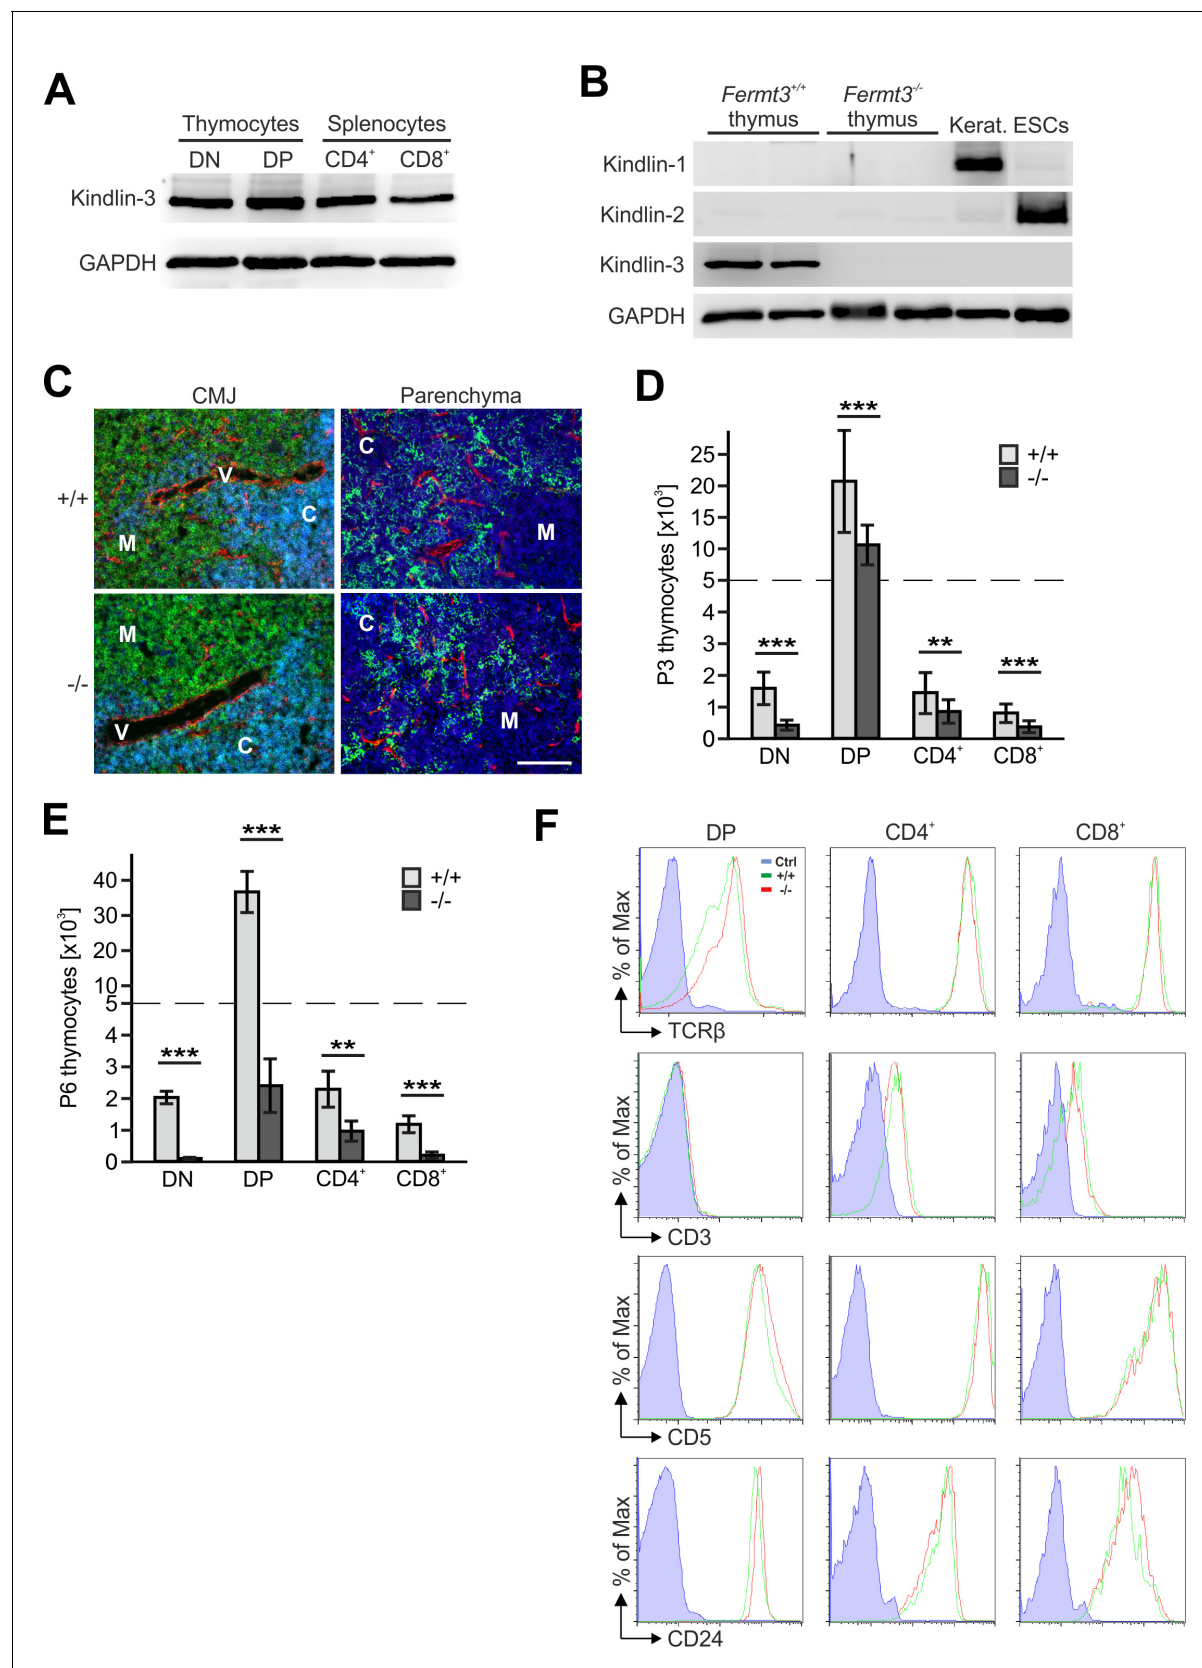 A
Thymocytes Splenocytes
DN DP CD4+ CD8+
Kindlin-3
GAPDH
B
Fermt3+/+ thymus
Fermt3-/- thymus
Kerat. ESCs
Kindlin-1
Kindlin-2
Kindlin-3
GAPDH
C
CMJ Parenchyma
+/+
V
C
M
C
M
-/-
M
V
C
C
M
D
P3 thymocytes [x10³]
25
20
15
10
5
4
3
2
1
0
***
***
**
***
+/+
-/-
DN DP CD4+ CD8+
E
P6 thymocytes [x10³]
40
30
20
10
5
4
3
2
1
0
***
***
**
***
+/+
-/-
DN DP CD4+ CD8+
F
DP CD4+ CD8+
Ctrl
+/+
-/-
% of Max
TCRβ
% of Max
CD3
% of Max
CD5
% of Max
CD24